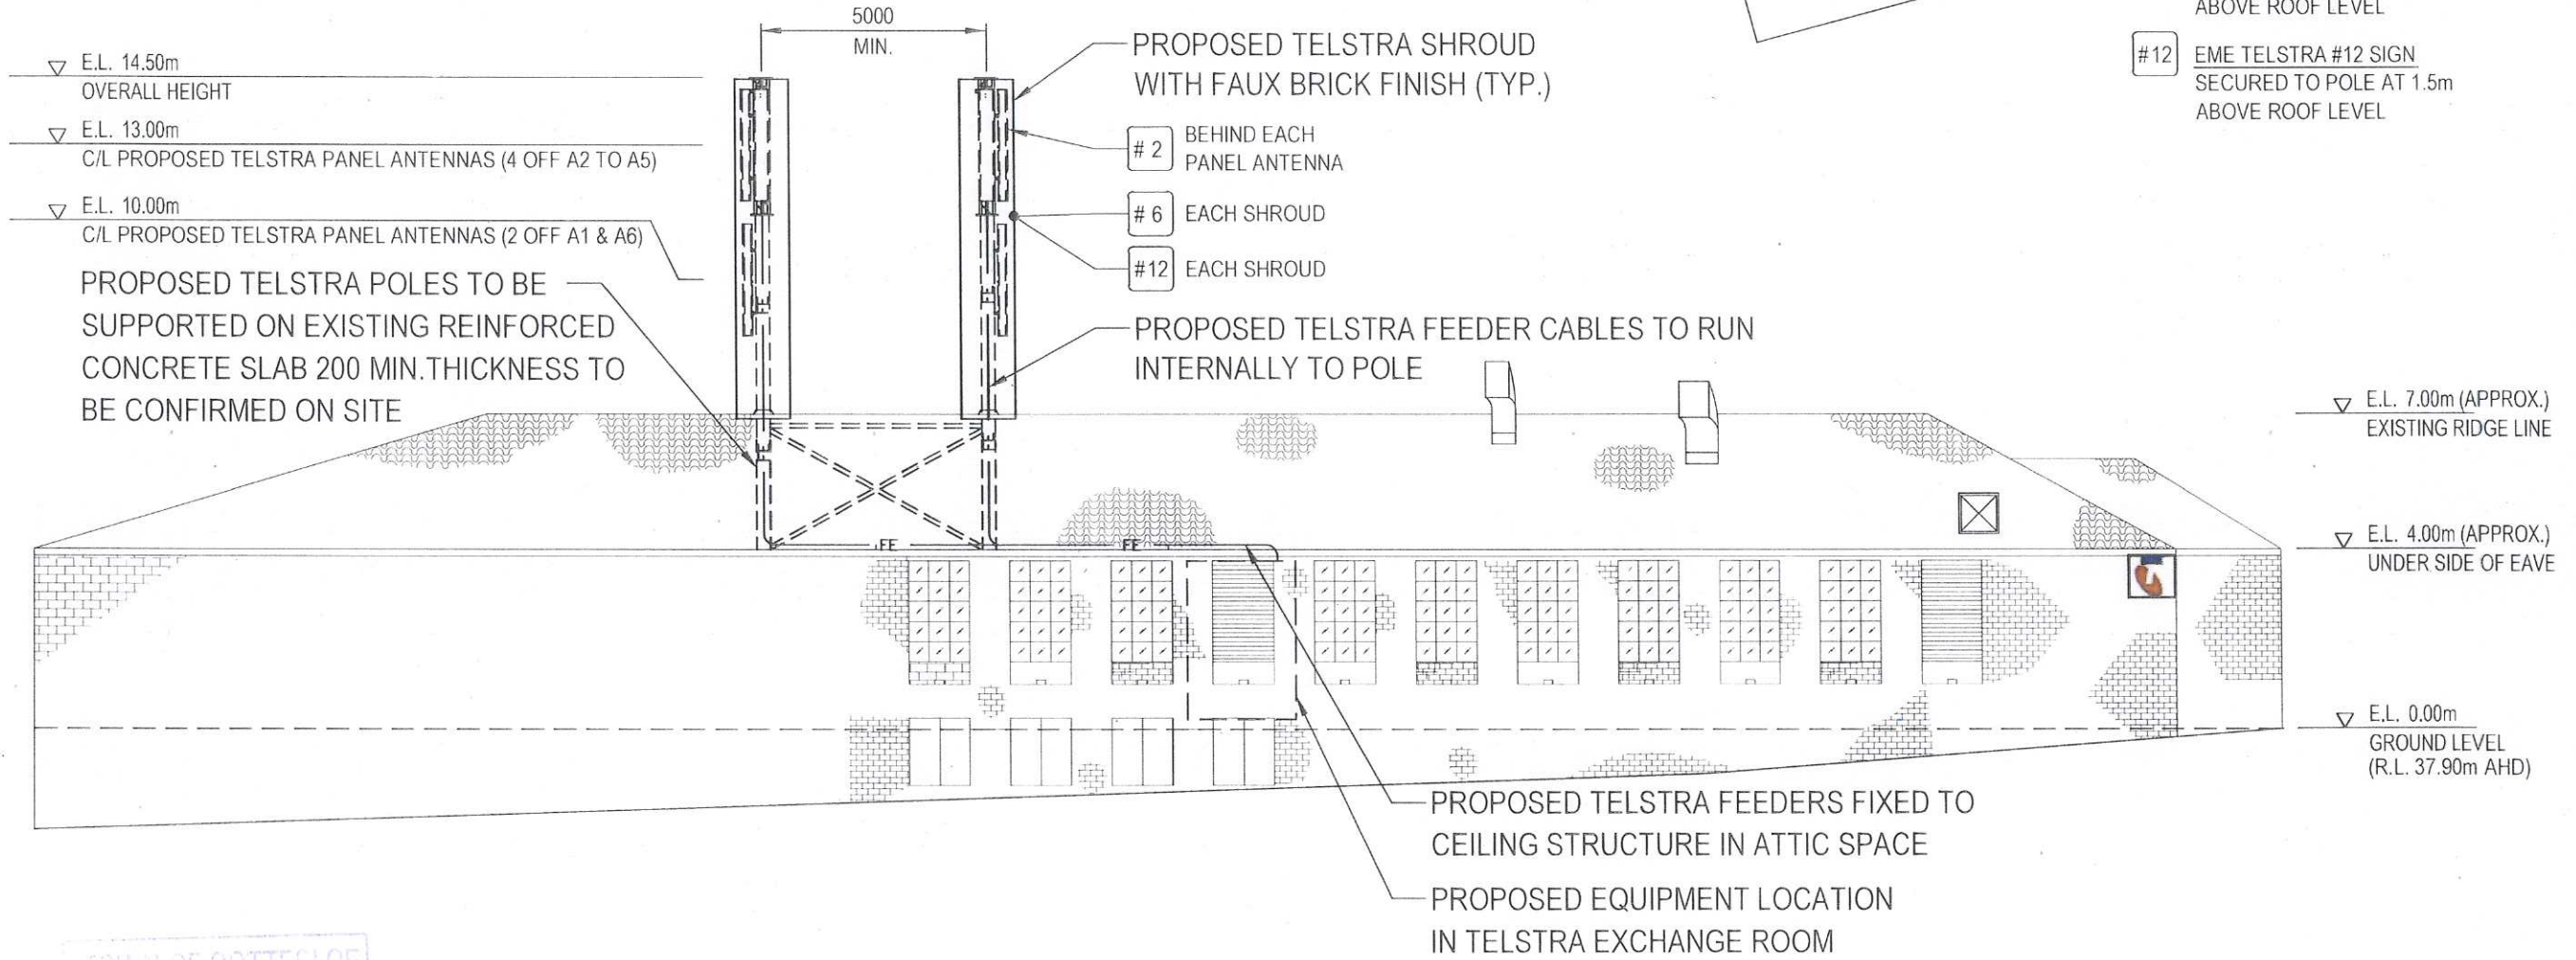 5000
MIN.
ABOVE ROOF LEVEL
#12 EME TELSTRA #12 SIGN
SECURED TO POLE AT 1.5m
ABOVE ROOF LEVEL
E.L. 14.50m
OVERALL HEIGHT
E.L. 13.00m
C/L PROPOSED TELSTRA PANEL ANTENNAS (4 OFF A2 TO A5)
E.L. 10.00m
C/L PROPOSED TELSTRA PANEL ANTENNAS (2 OFF A1 & A6)
PROPOSED TELSTRA POLES TO BE
SUPPORTED ON EXISTING REINFORCED
CONCRETE SLAB 200 MIN.THICKNESS TO
BE CONFIRMED ON SITE
PROPOSED TELSTRA SHROUD
WITH FAUX BRICK FINISH (TYP.)
# 2 BEHIND EACH
PANEL ANTENNA
# 6 EACH SHROUD
#12 EACH SHROUD
PROPOSED TELSTRA FEEDER CABLES TO RUN
INTERNALLY TO POLE
E.L. 7.00m (APPROX.)
EXISTING RIDGE LINE
E.L. 4.00m (APPROX.)
UNDER SIDE OF EAVE
FE FE
E.L. 0.00m
GROUND LEVEL
(R.L. 37.90m AHD)
PROPOSED TELSTRA FEEDERS FIXED TO
CEILING STRUCTURE IN ATTIC SPACE
PROPOSED EQUIPMENT LOCATION
IN TELSTRA EXCHANGE ROOM